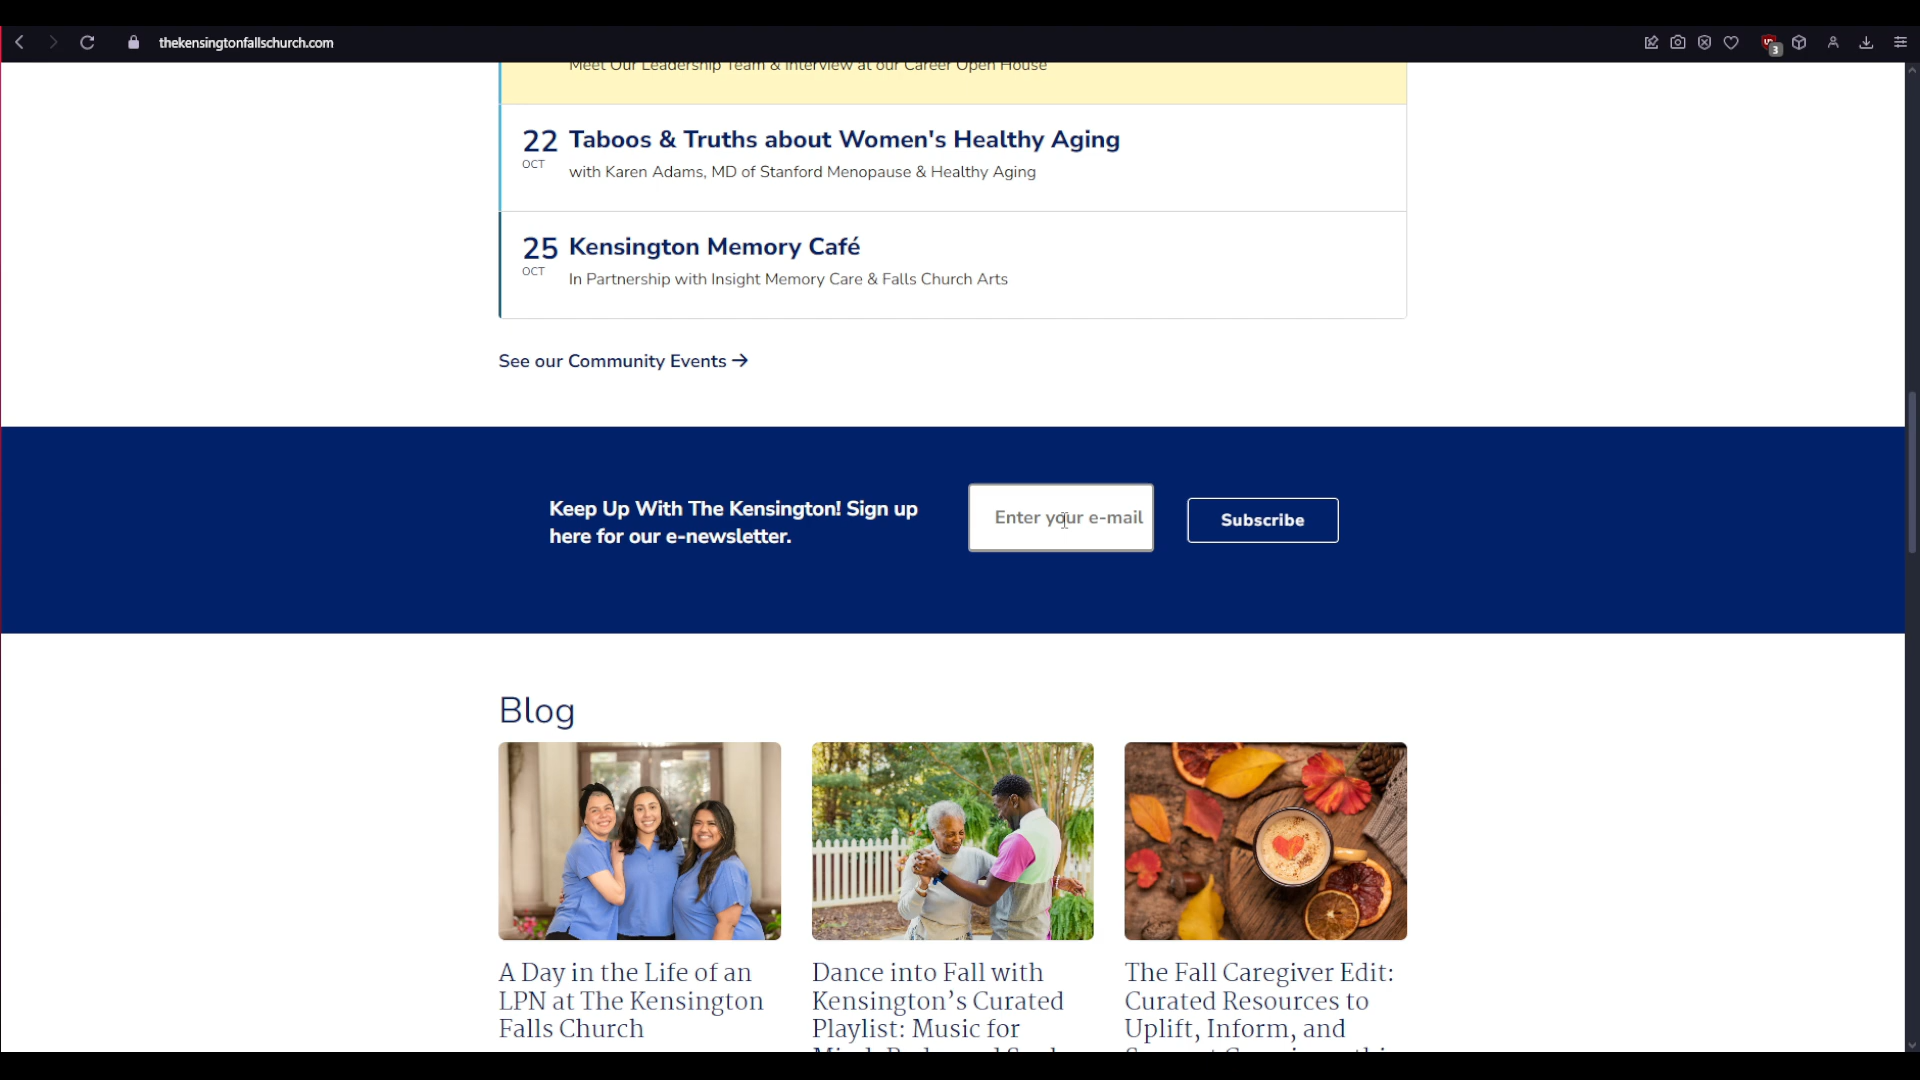 thekensingtonfallschurch.com
3
Meet Our Leadership Team & Interview at our Career Open House
22 Taboos & Truths about Women's Healthy Aging
OCT
with Karen Adams, MD of Stanford Menopause & Healthy Aging
25 Kensington Memory Café
OCT
In Partnership with Insight Memory Care & Falls Church Arts
See our Community Events →
Keep Up With The Kensington! Sign up
here for our e-newsletter.
Enter your e-mail
Subscribe
Blog
A Day in the Life of an
LPN at The Kensington
Falls Church
Dance into Fall with
Kensington’s Curated
Playlist: Music for
The Fall Caregiver Edit:
Curated Resources to
Uplift, Inform, and